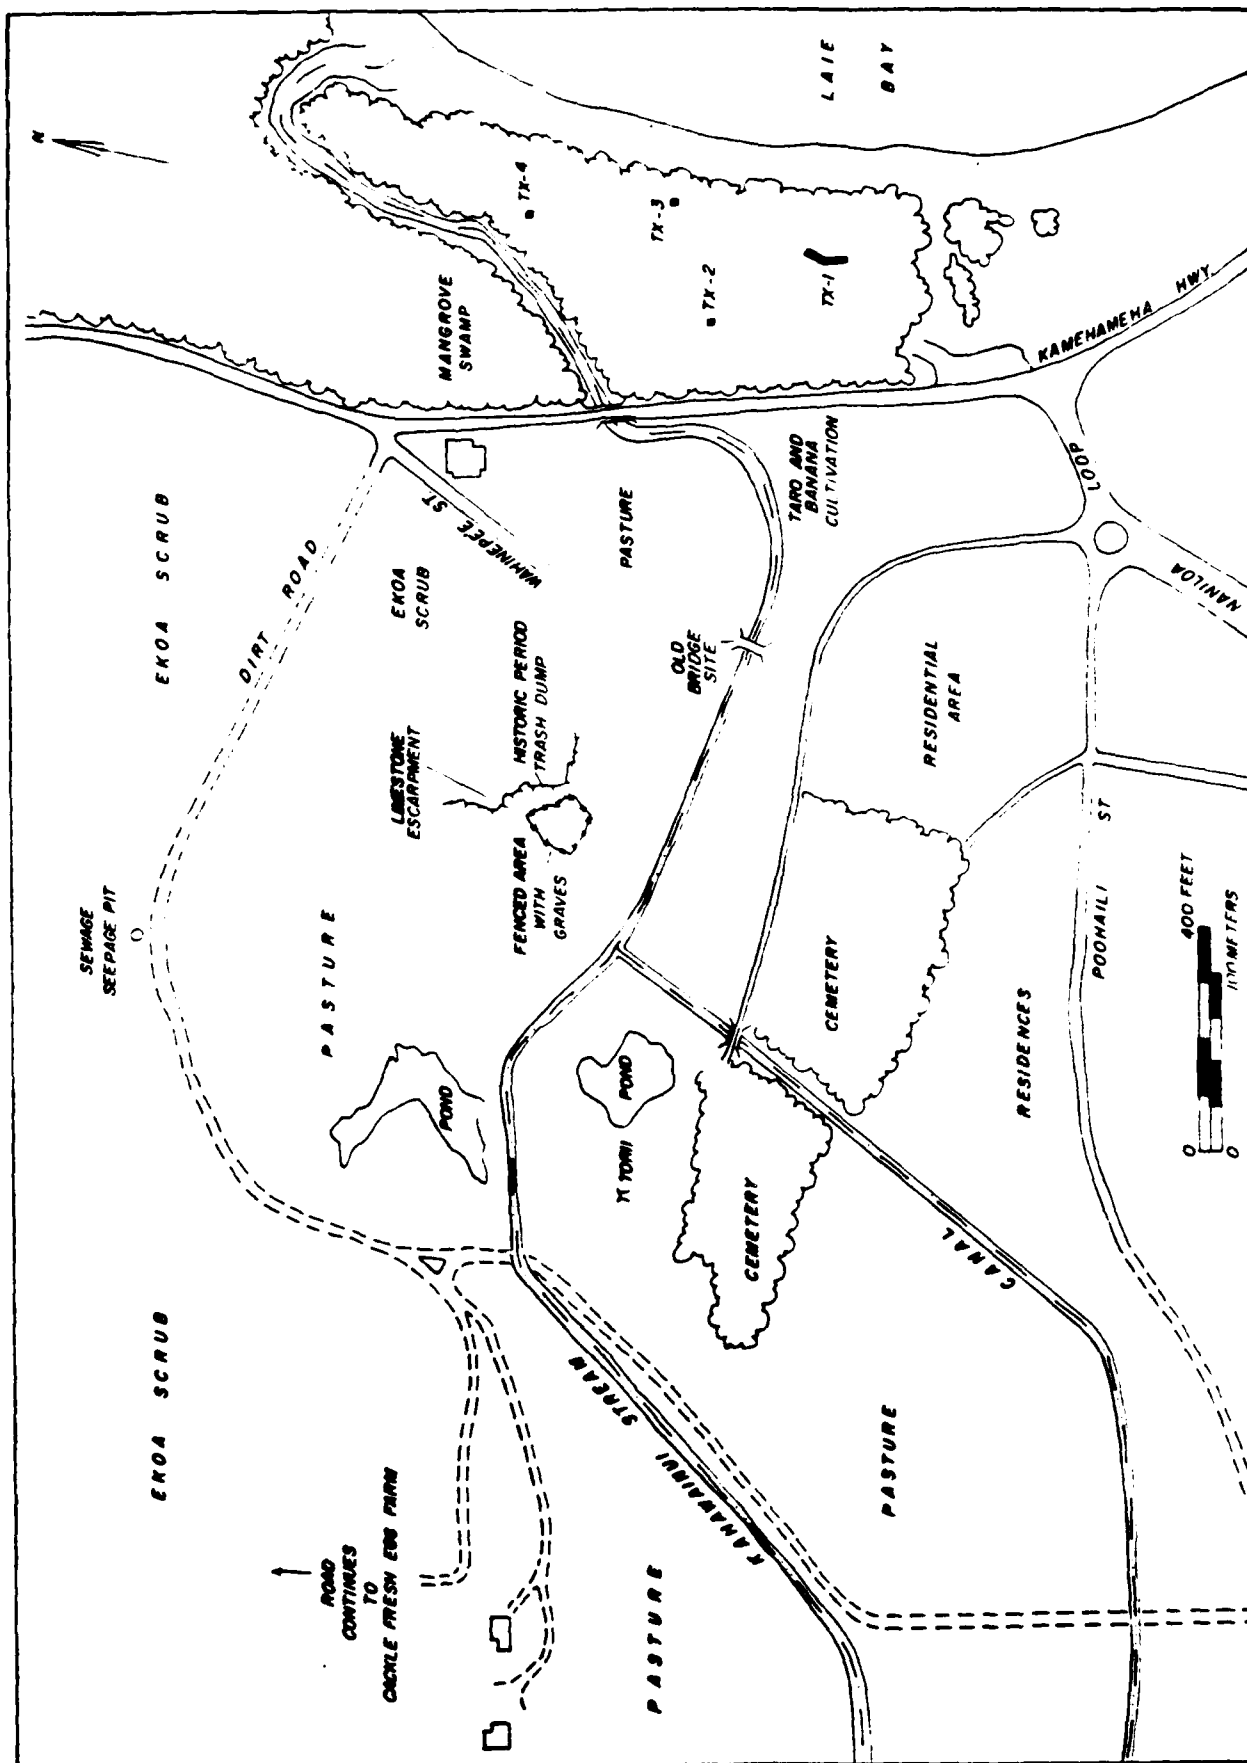 N
LAIE
BAY
EKOA SCRUB
MANGROVE
SWAMP
TX-4
TX-3
TX-2
TX-1
KAMEHAMEHA HWY.
DIRT ROAD
WAHINEPEE ST.
EKOA
SCRUB
PASTURE
TARO AND
BANANA
CULTIVATION
LOOP
NANILOA
OLD
BRIDGE
SITE
RESIDENTIAL
AREA
HISTORIC PERIOD
TRASH DUMP
LIMESTONE
ESCARPMENT
FENCED AREA
WITH
GRAVES
SEWAGE
SEEPAGE PIT
PASTURE
POND
POND
TORII
CEMETERY
CEMETERY
RESIDENCES
POOHAILI ST
CANAL
KAHAWAINUI STREAM
EKOA SCRUB
ROAD
CONTINUES
TO
CACKLE FRESH EGG FARM
PASTURE
PASTURE
0 400 FEET
0 100 METERS